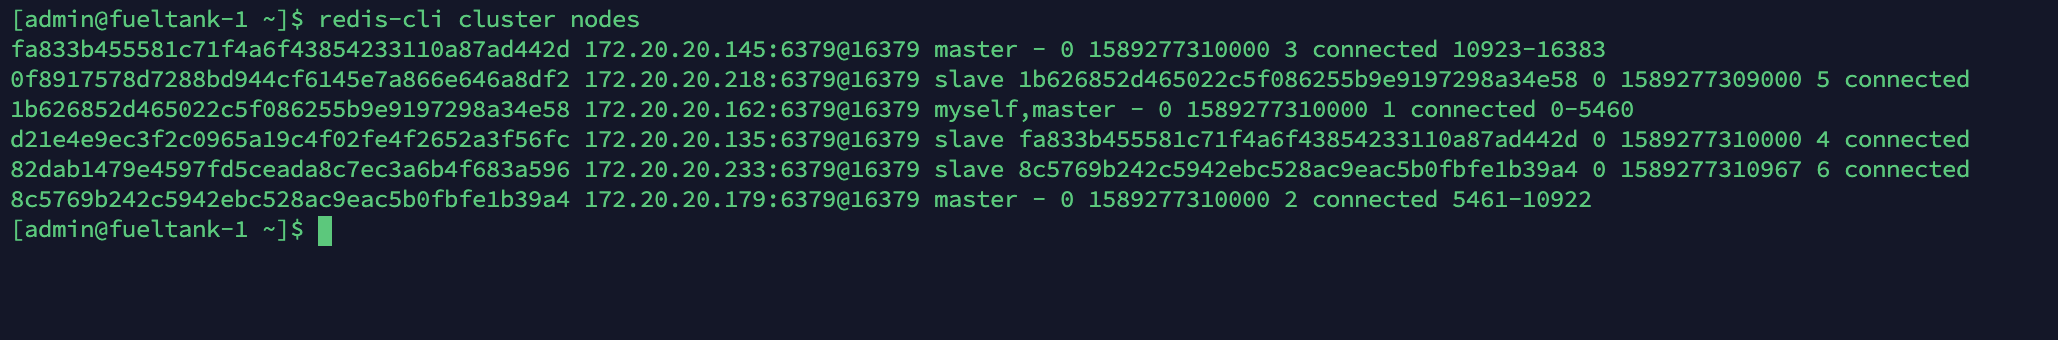 [admin@fueltank-1 ~]$ redis-cli cluster nodes
fa833b455581c71f4a6f43854233110a87ad442d 172.20.20.145:6379@16379 master - 0 1589277310000 3 connected 10923-16383
0f8917578d7288bd944cf6145e7a866e646a8df2 172.20.20.218:6379@16379 slave 1b626852d465022c5f086255b9e9197298a34e58 0 1589277309000 5 connected
1b626852d465022c5f086255b9e9197298a34e58 172.20.20.162:6379@16379 myself,master - 0 1589277310000 1 connected 0-5460
d21e4e9ec3f2c0965a19c4f02fe4f2652a3f56fc 172.20.20.135:6379@16379 slave fa833b455581c71f4a6f43854233110a87ad442d 0 1589277310000 4 connected
82dab1479e4597fd5ceada8c7ec3a6b4f683a596 172.20.20.233:6379@16379 slave 8c5769b242c5942ebc528ac9eac5b0fbfe1b39a4 0 1589277310967 6 connected
8c5769b242c5942ebc528ac9eac5b0fbfe1b39a4 172.20.20.179:6379@16379 master - 0 1589277310000 2 connected 5461-10922
[admin@fueltank-1 ~]$